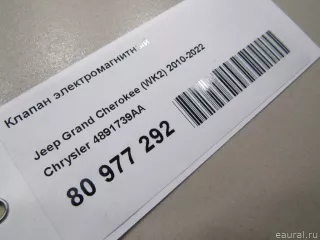 Клапан электромагнитный
Jeep Grand Cherokee (WK2) 2010-2022
Chrysler 4891739AA
80 977 292
eaural.ru